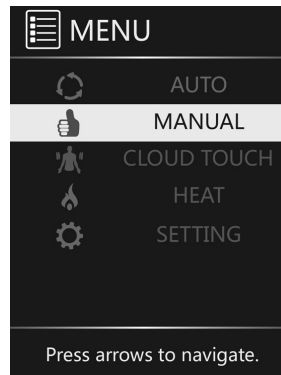 MENU
AUTO
MANUAL
CLOUD TOUCH
HEAT
SETTING
Press arrows to navigate.